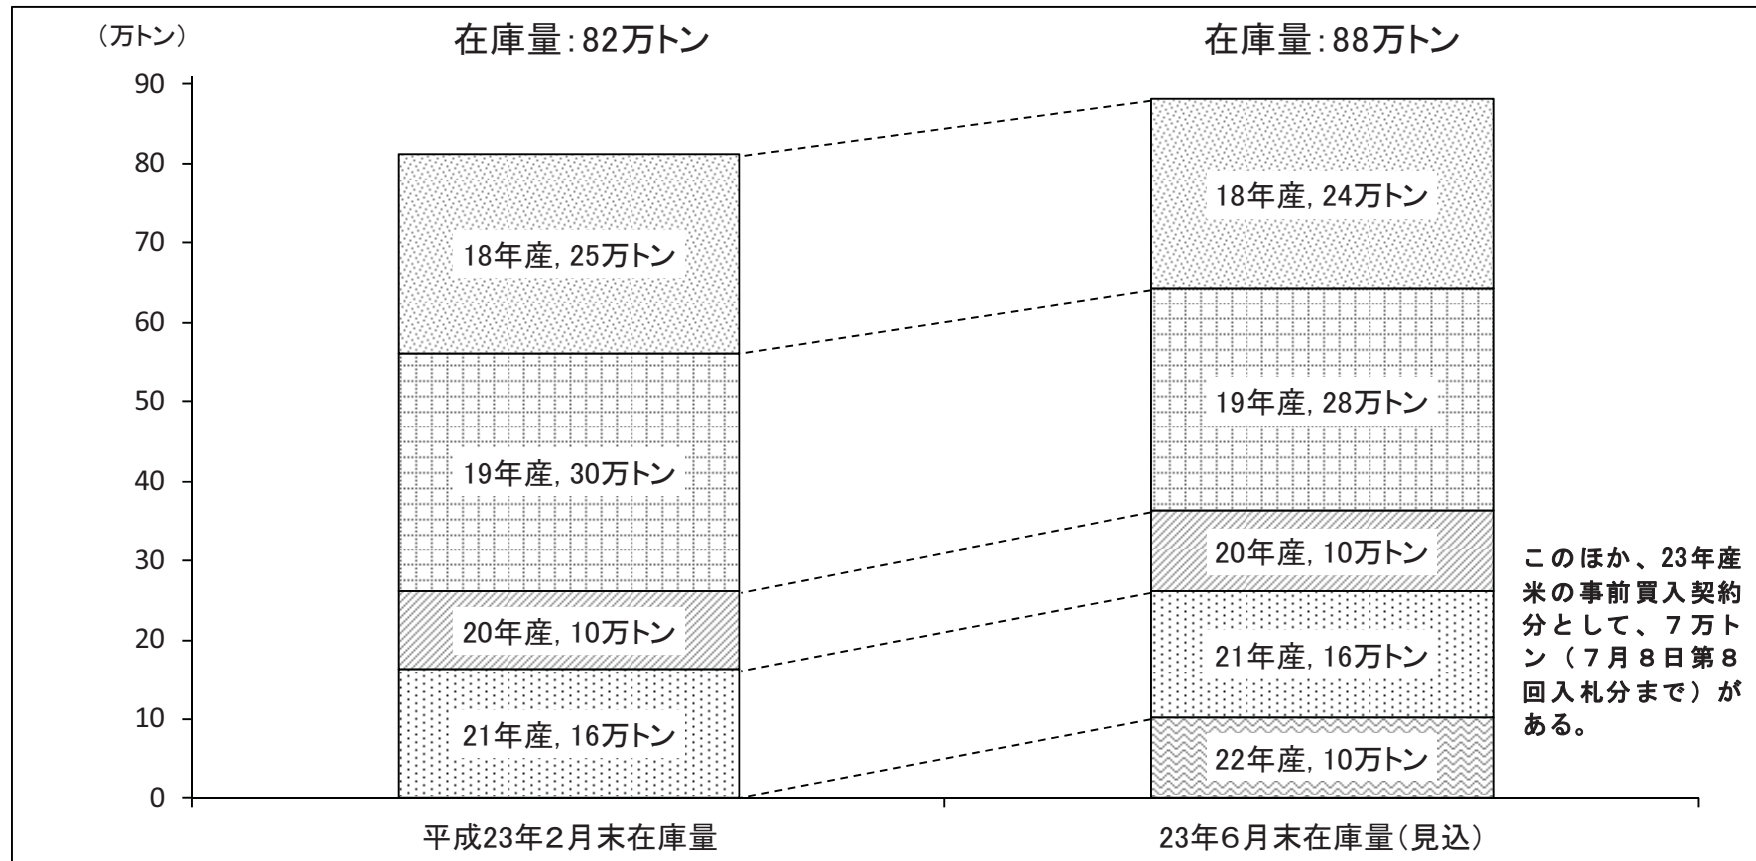 （万トン）
在庫量：82万トン
在庫量：88万トン
90
80
70
60
50
40
30
20
10
0
18年産, 25万トン
19年産, 30万トン
20年産, 10万トン
21年産, 16万トン
18年産, 24万トン
19年産, 28万トン
20年産, 10万トン
21年産, 16万トン
22年産, 10万トン
このほか、23年産
米の事前買入契約
分として、７万ト
ン（７月８日第８
回入札分まで）が
ある。
平成23年２月末在庫量
23年６月末在庫量（見込）